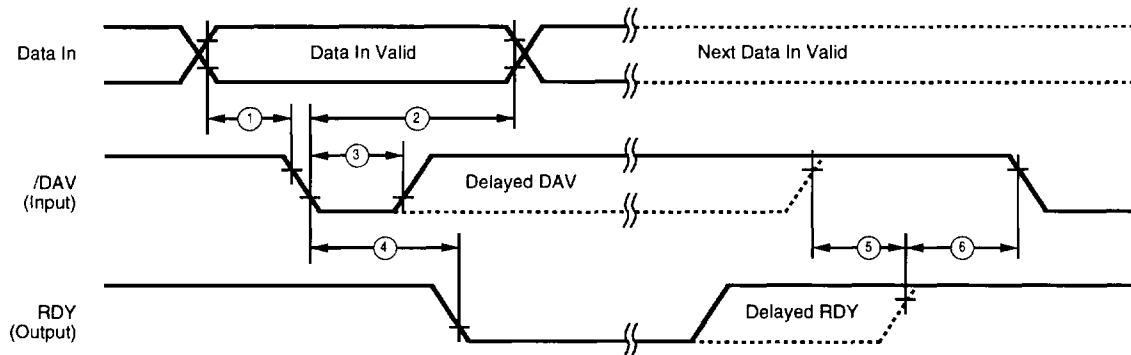 Data In
Data In Valid
Next Data In Valid
1
2
3
/DAV
(Input)
Delayed DAV
4
5
6
RDY
(Output)
Delayed RDY